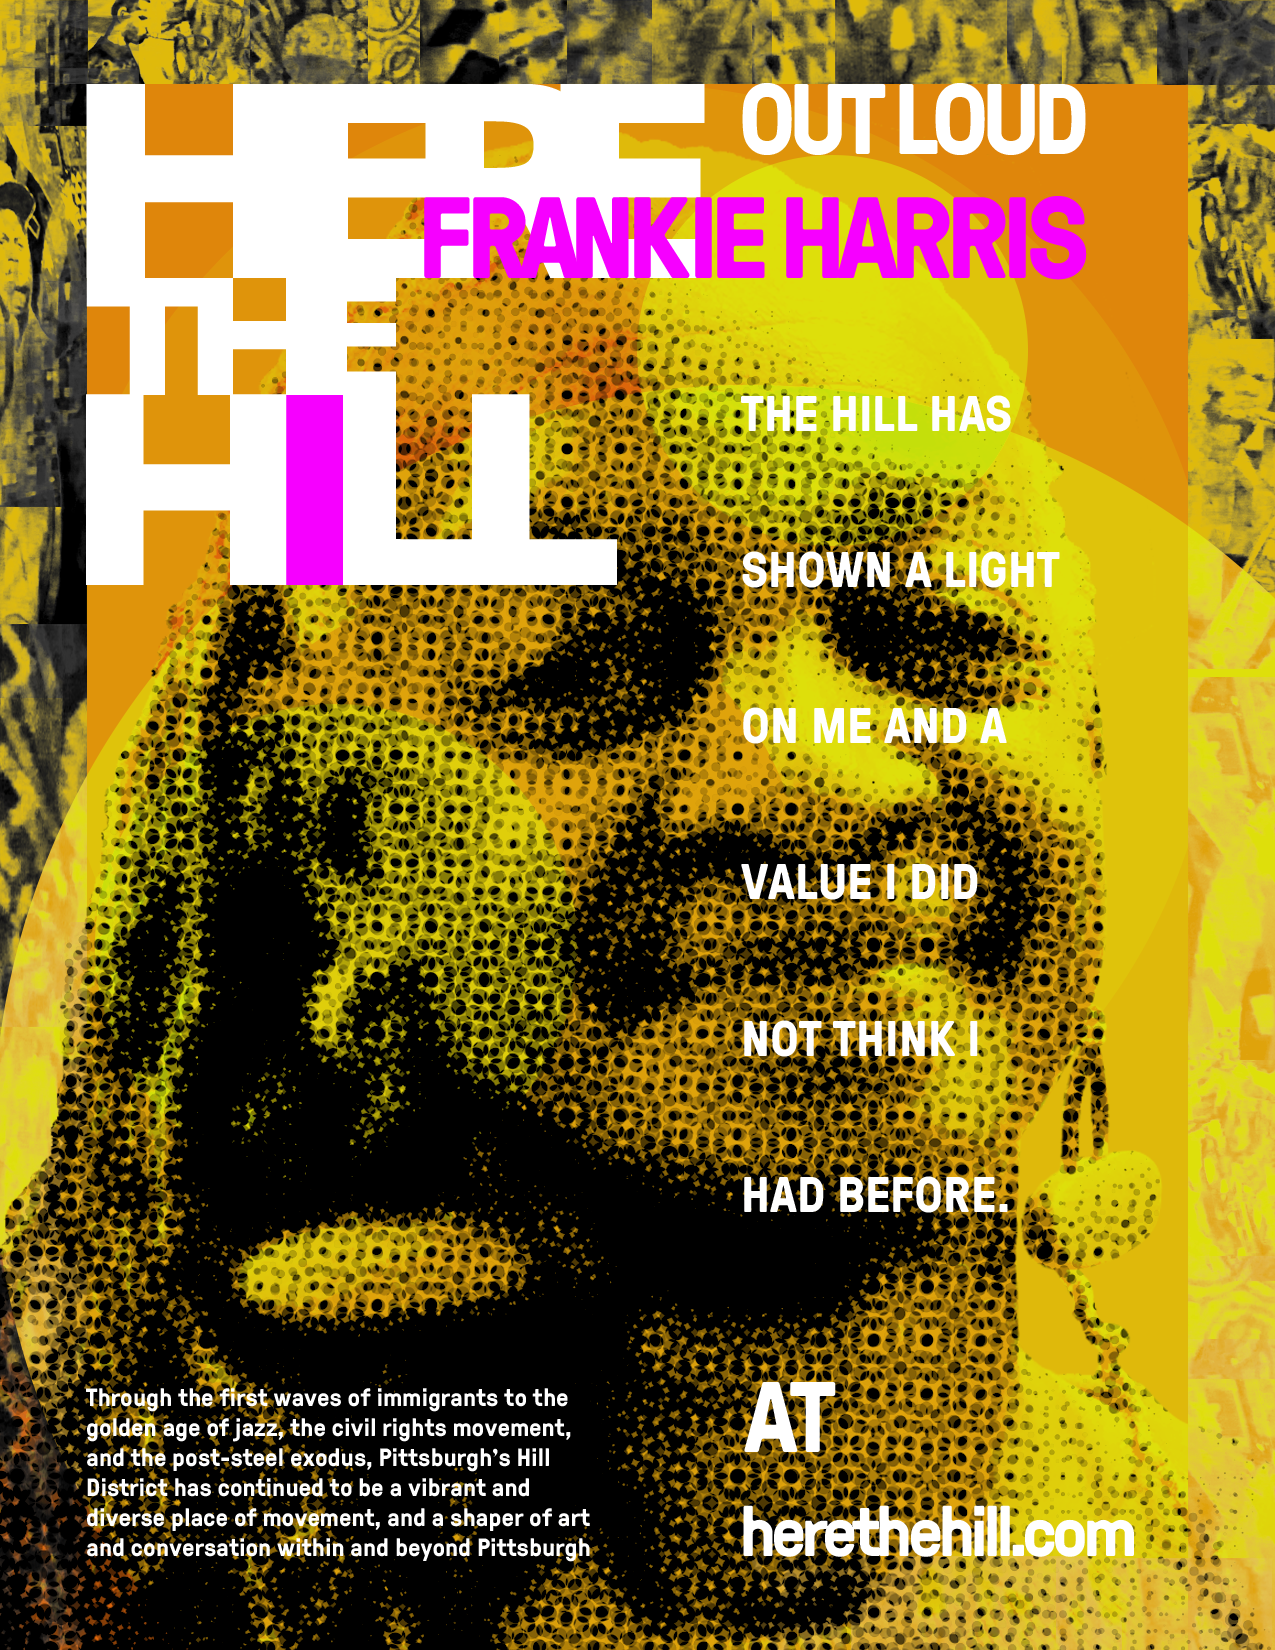 HERE
OUT LOUD
FRANKIE HARRIS
THE
HILL
THE HILL HAS
SHOWN A LIGHT
ON ME AND A
VALUE I DID
NOT THINK I
HAD BEFORE.
Through the first waves of immigrants to the
golden age of jazz, the civil rights movement,
and the post-steel exodus, Pittsburgh’s Hill
District has continued to be a vibrant and
diverse place of movement, and a shaper of art
and conversation within and beyond Pittsburgh
AT
herethehill.com